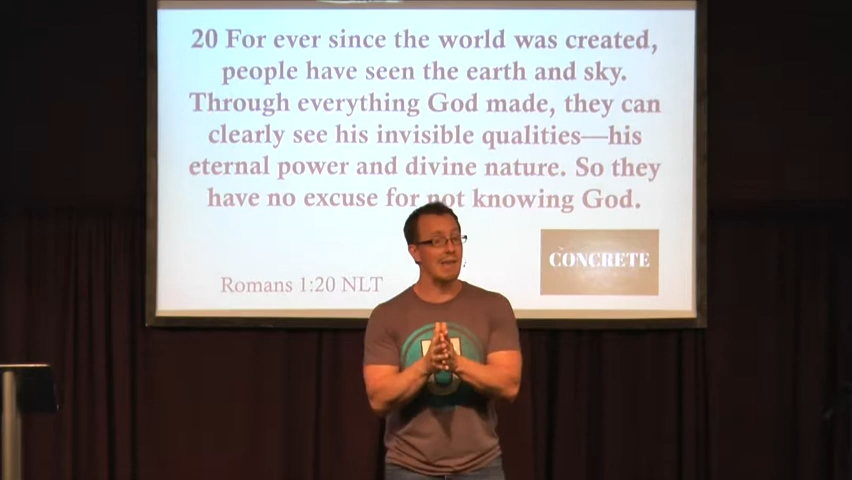 20 For ever since the world was created,
people have seen the earth and sky.
Through everything God made, they can
clearly see his invisible qualities—his
eternal power and divine nature. So they
have no excuse for not knowing God.
CONCRETE
Romans 1:20 NLT